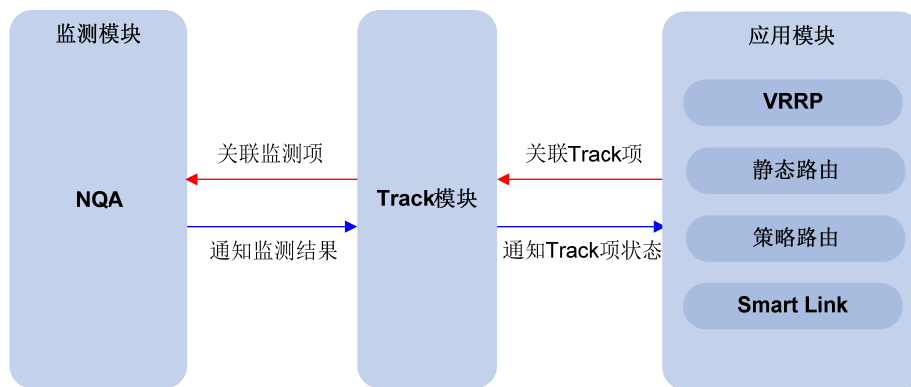 监测模块
NQA
关联监测项
通知监测结果
Track模块
关联Track项
通知Track项状态
应用模块
VRRP
静态路由
策略路由
Smart Link